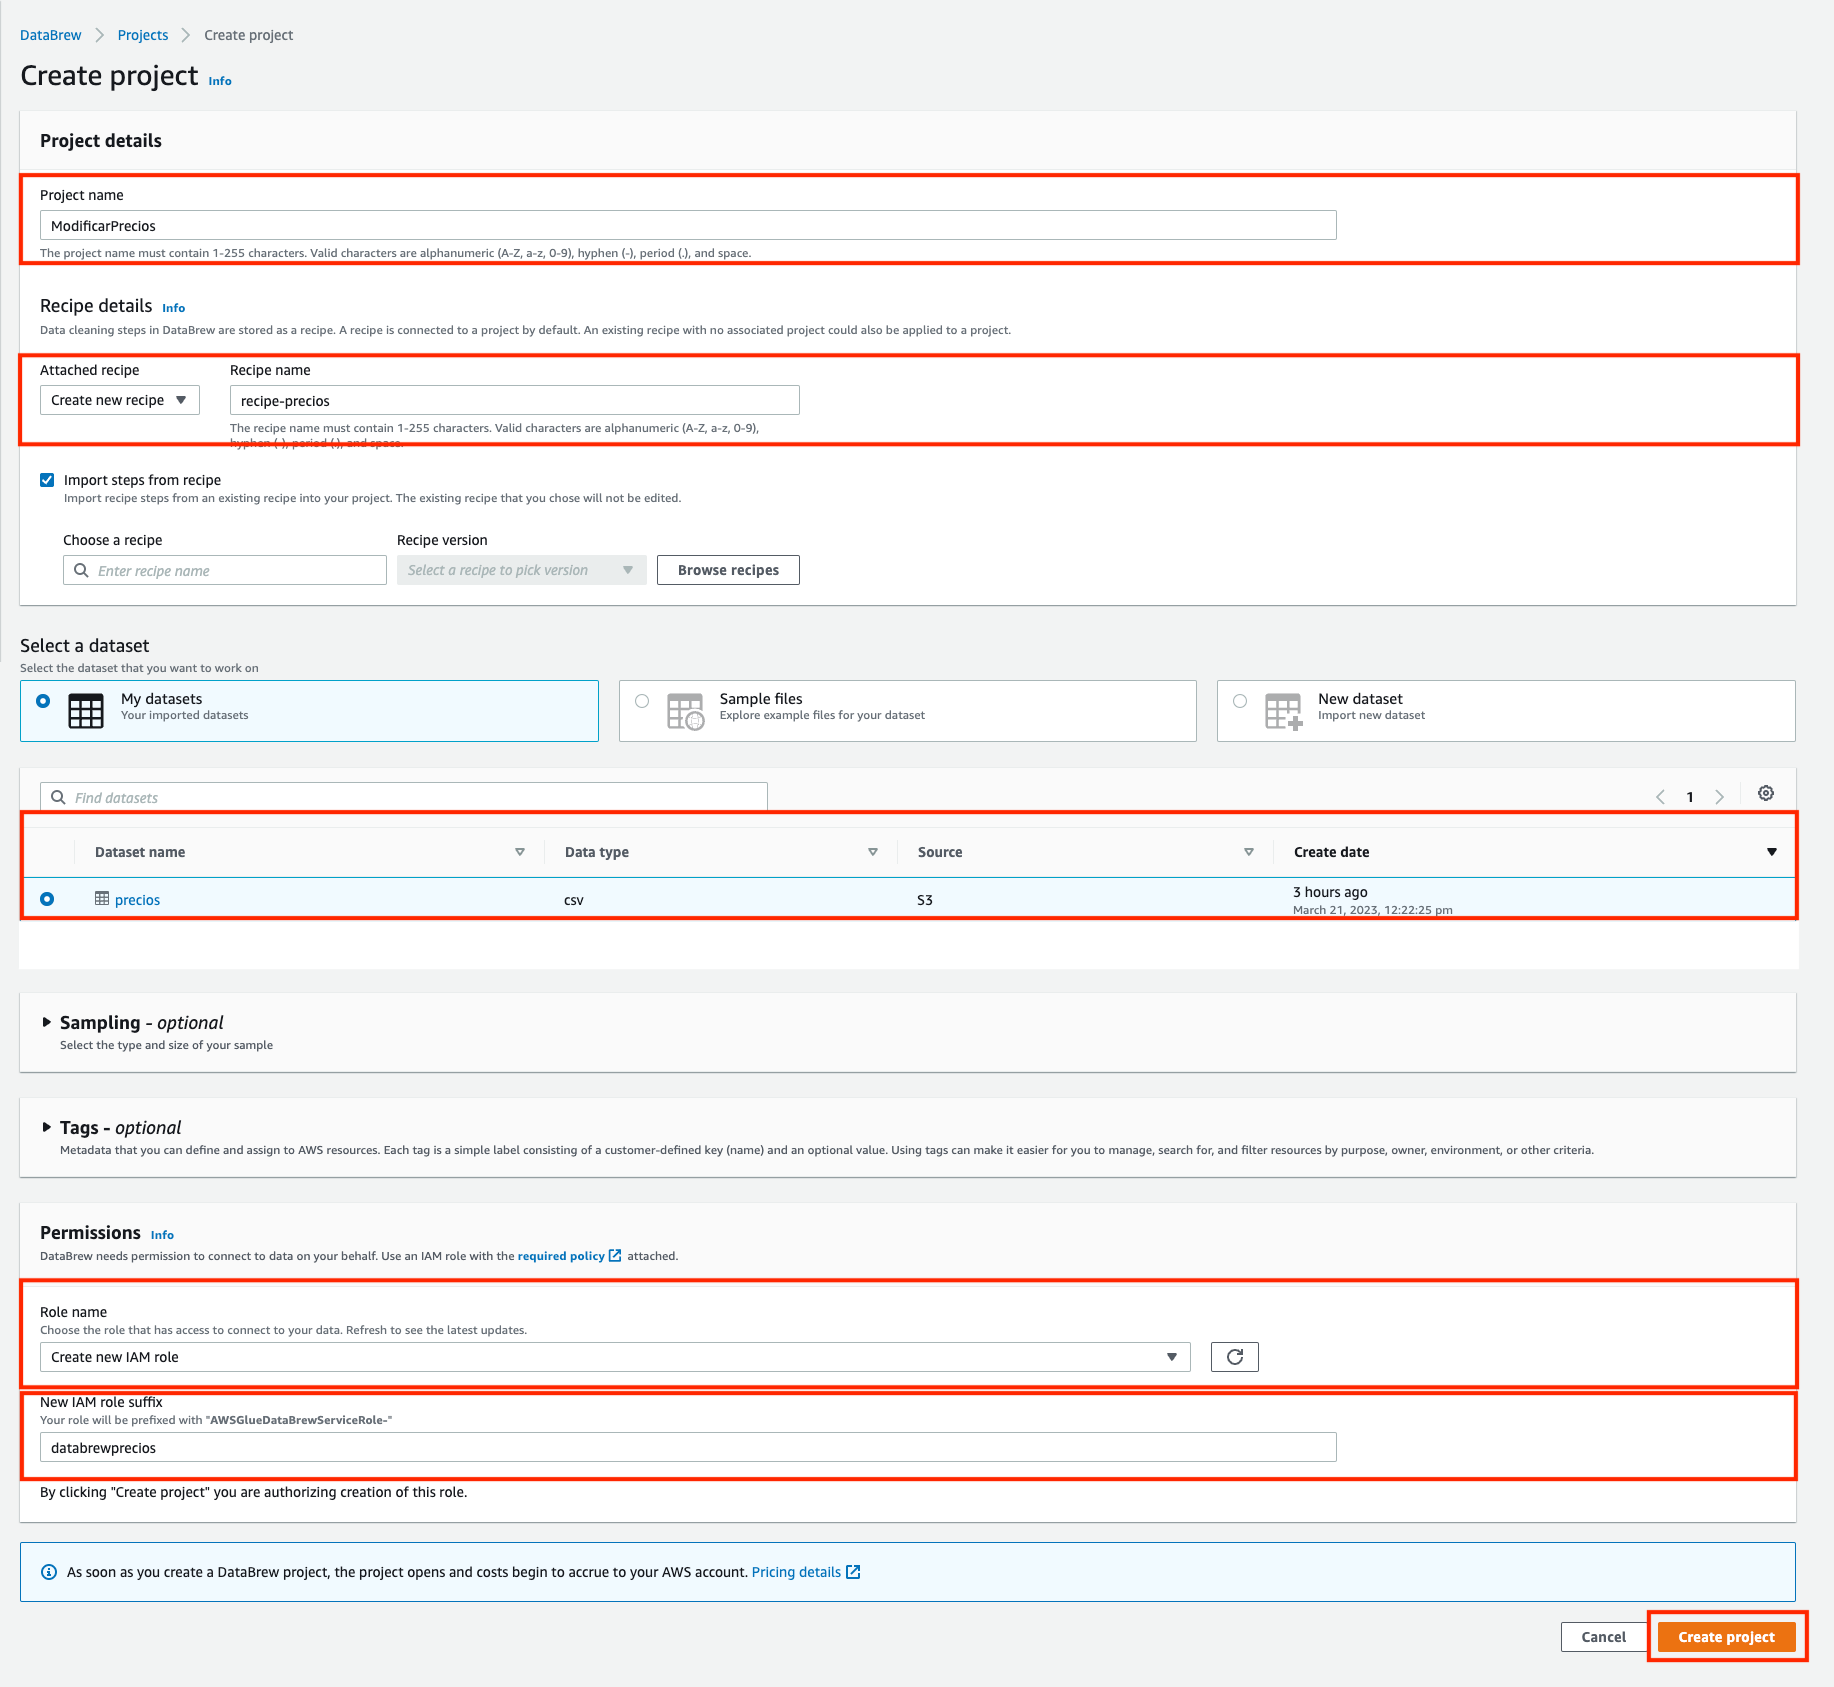 DataBrew > Projects > Create project
Create project Info
Project details
Project name
ModificarPrecios
The project name must contain 1-255 characters. Valid characters are alphanumeric (A-Z, a-z, 0-9), hyphen (-), period (.), and space.
Recipe details Info
Data cleaning steps in DataBrew are stored as a recipe. A recipe is connected to a project by default. An existing recipe with no associated project could also be applied to a project.
Attached recipe Recipe name
Create new recipe recipe-precios
The recipe name must contain 1-255 characters. Valid characters are alphanumeric (A-Z, a-z, 0-9),
hyphen (-), period (.), and space.
Import steps from recipe
Import recipe steps from an existing recipe into your project. The existing recipe that you chose will not be edited.
Choose a recipe Recipe version
Enter recipe name Select a recipe to pick version Browse recipes
Select a dataset
Select the dataset that you want to work on
My datasets
Your imported datasets
Sample files
Explore example files for your dataset
New dataset
Import new dataset
Find datasets 1
Dataset name Data type Source Create date
precios csv S3 3 hours ago
March 21, 2023, 12:22:25 pm
Sampling - optional
Select the type and size of your sample
Tags - optional
Metadata that you can define and assign to AWS resources. Each tag is a simple label consisting of a customer-defined key (name) and an optional value. Using tags can make it easier for you to manage, search for, and filter resources by purpose, owner, environment, or other criteria.
Permissions Info
DataBrew needs permission to connect to data on your behalf. Use an IAM role with the required policy attached.
Role name
Choose the role that has access to connect to your data. Refresh to see the latest updates.
Create new IAM role
New IAM role suffix
Your role will be prefixed with "AWSGlueDataBrewServiceRole-"
databrewprecios
By clicking "Create project" you are authorizing creation of this role.
As soon as you create a DataBrew project, the project opens and costs begin to accrue to your AWS account. Pricing details
Cancel Create project